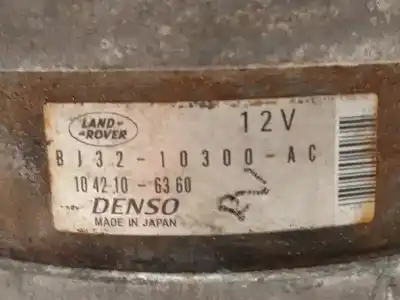 LAND-
-ROVER
12V
BJ32-10300-AC
104210-6360
DENSO
MADE IN JAPAN